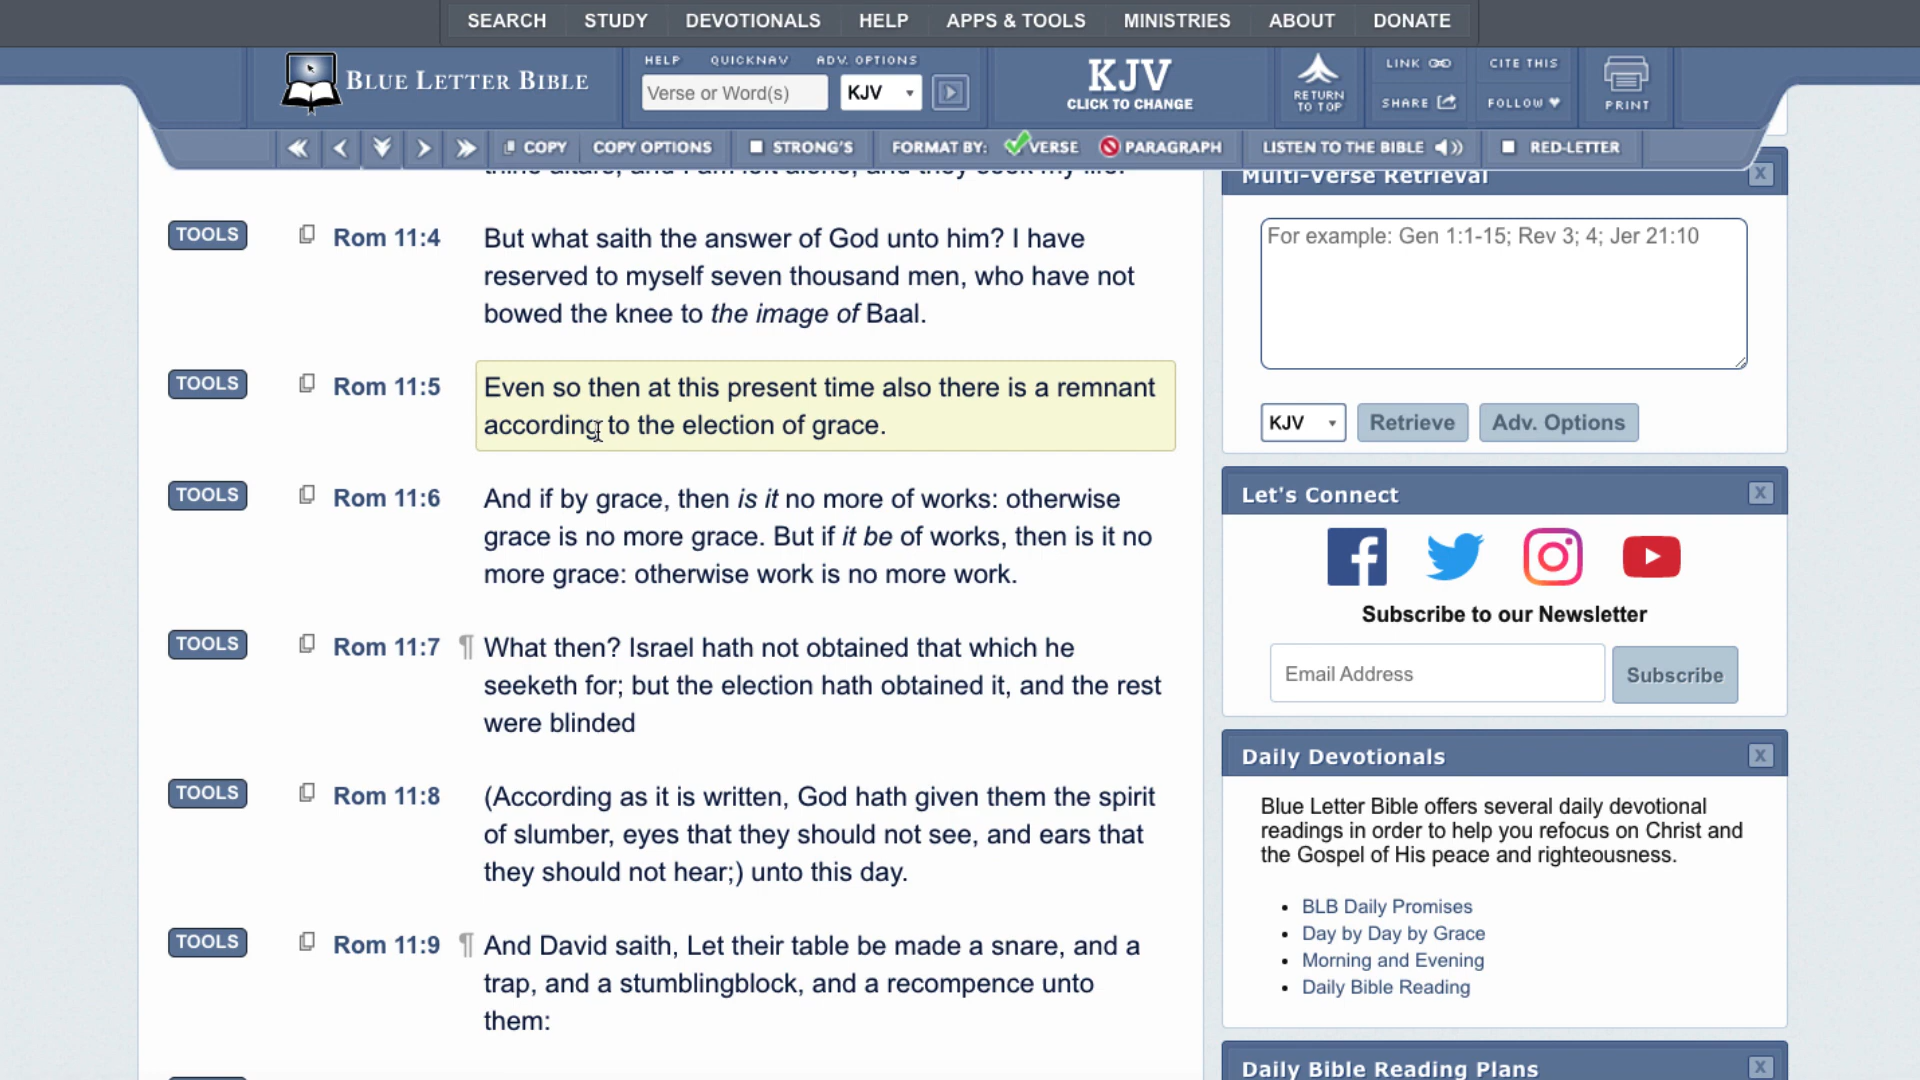 SEARCH STUDY DEVOTIONALS HELP APPS & TOOLS MINISTRIES ABOUT DONATE
BLUE LETTER BIBLE
HELP QUICKNAV ADV. OPTIONS
Verse or Word(s) KJV
KJV
CLICK TO CHANGE
RETURN
TO TOP
LINK
SHARE
CITE THIS
FOLLOW
PRINT
COPY COPY OPTIONS STRONG'S FORMAT BY: VERSE PARAGRAPH LISTEN TO THE BIBLE RED-LETTER
thine altars, and I am left alone, and they seek my life.
TOOLS Rom 11:4 But what saith the answer of God unto him? I have
reserved to myself seven thousand men, who have not
bowed the knee to the image of Baal.
TOOLS Rom 11:5 Even so then at this present time also there is a remnant
according to the election of grace.
TOOLS Rom 11:6 And if by grace, then is it no more of works: otherwise
grace is no more grace. But if it be of works, then is it no
more grace: otherwise work is no more work.
TOOLS Rom 11:7 ¶ What then? Israel hath not obtained that which he
seeketh for; but the election hath obtained it, and the rest
were blinded
TOOLS Rom 11:8 (According as it is written, God hath given them the spirit
of slumber, eyes that they should not see, and ears that
they should not hear;) unto this day.
TOOLS Rom 11:9 ¶ And David saith, Let their table be made a snare, and a
trap, and a stumblingblock, and a recompence unto
them:
Multi-Verse Retrieval X
For example: Gen 1:1-15; Rev 3; 4; Jer 21:10
KJV Retrieve Adv. Options
Let's Connect X
Subscribe to our Newsletter
Email Address Subscribe
Daily Devotionals X
Blue Letter Bible offers several daily devotional
readings in order to help you refocus on Christ and
the Gospel of His peace and righteousness.
• BLB Daily Promises
• Day by Day by Grace
• Morning and Evening
• Daily Bible Reading
Daily Bible Reading Plans X